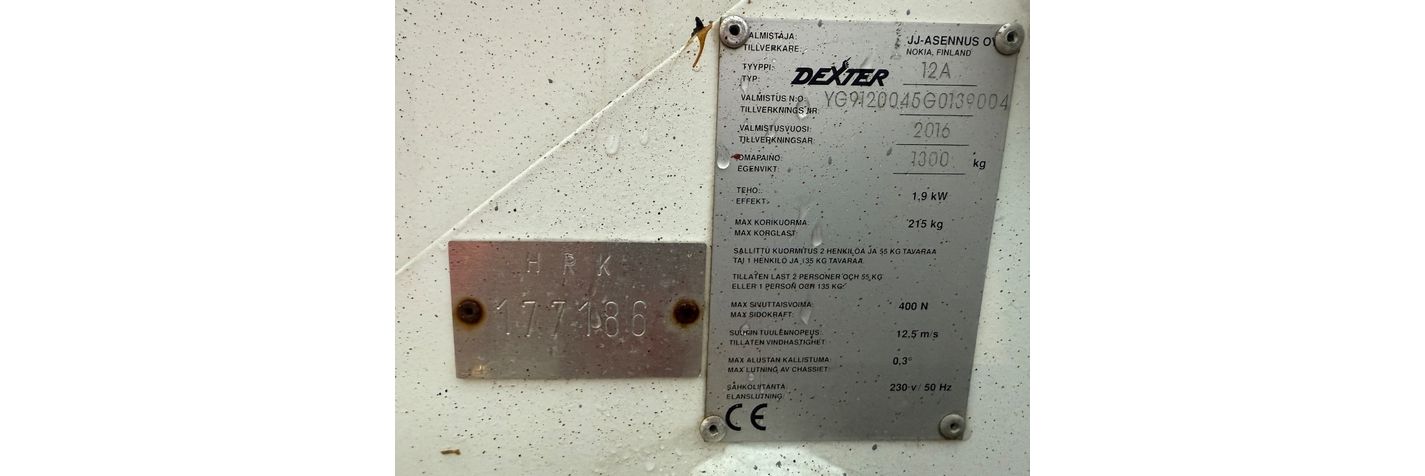 H R K
177186
VALMISTAJA:
TILLVERKARE:
JJ-ASENNUS OY
NOKIA, FINLAND
TYYPPI:
TYP:
DEXTER
12A
VALMISTUS N:O:
TILLVERKNINGS NR:
YG9120045G0139004
VALMISTUSVUOSI:
TILLVERKNINGSAR:
2016
OMAPAINO:
EGENVIKT:
1300 kg
TEHO:
EFFEKT:
1,9 kW
MAX KORIKUORMA:
MAX KORGLAST:
215 kg
SALLITTU KUORMITUS 2 HENKILÖÄ JA 55 KG TAVARAA
TAI 1 HENKILÖ JA 135 KG TAVARAA
TILLATEN LAST 2 PERSONER OCH 55 KG
ELLER 1 PERSON OCH 135 KG
MAX SIVUTTAISVOIMA:
MAX SIDOKRAFT:
400 N
SUURIN TUULENNOPEUS:
TILLATEN VINDHASTIGHET:
12,5 m/s
MAX ALUSTAN KALLISTUMA:
MAX LUTNING AV CHASSIET:
0,3°
SÄHKÖLIITÄNTÄ:
ELANSLUTNING:
230 v / 50 Hz
CE